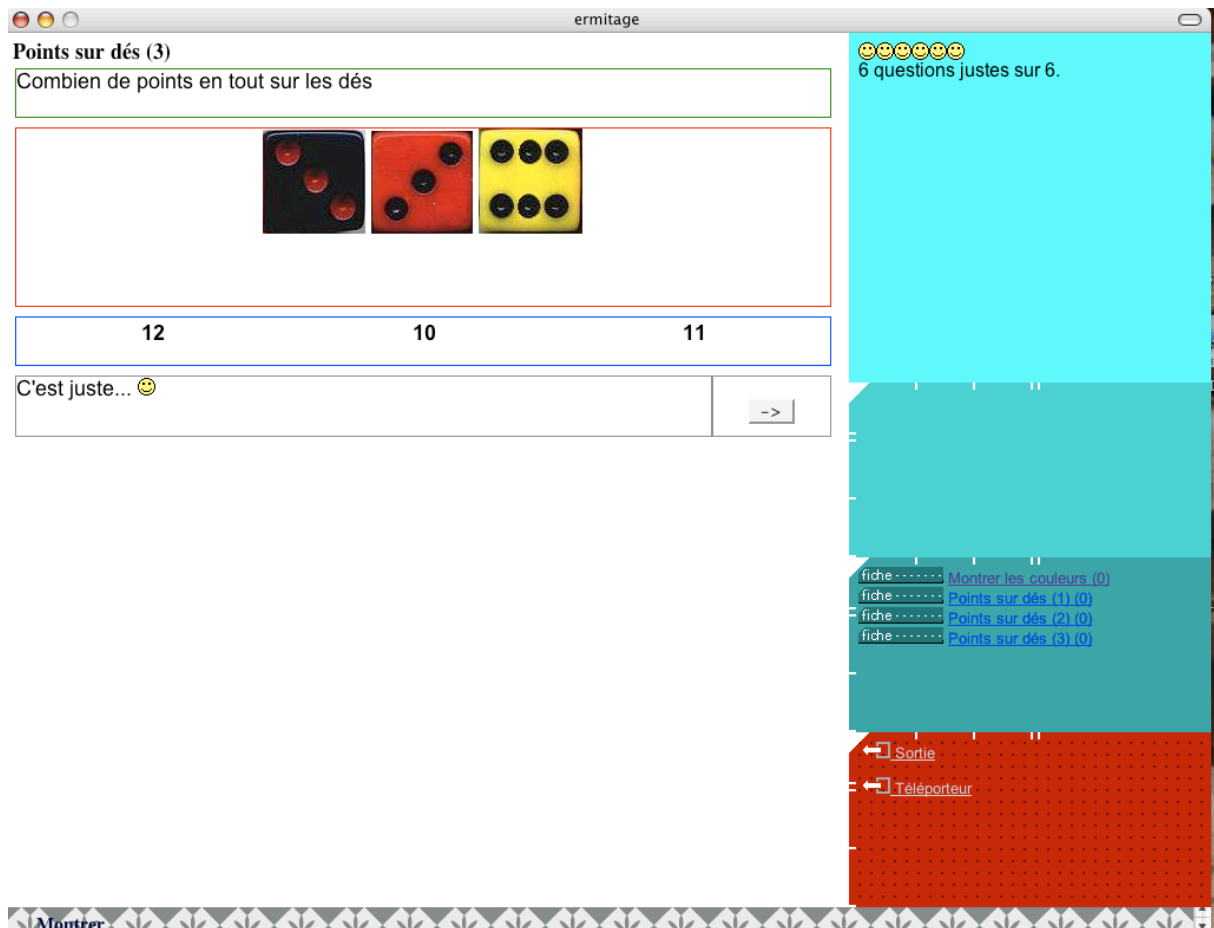 ermitage
Points sur dés (3)
Combien de points en tout sur les dés
12 10 11
C'est juste...
->
6 questions justes sur 6.
fiche Montrer les couleurs (0)
fiche Points sur dés (1) (0)
fiche Points sur dés (2) (0)
fiche Points sur dés (3) (0)
Sortie
Téléporteur
Montrer